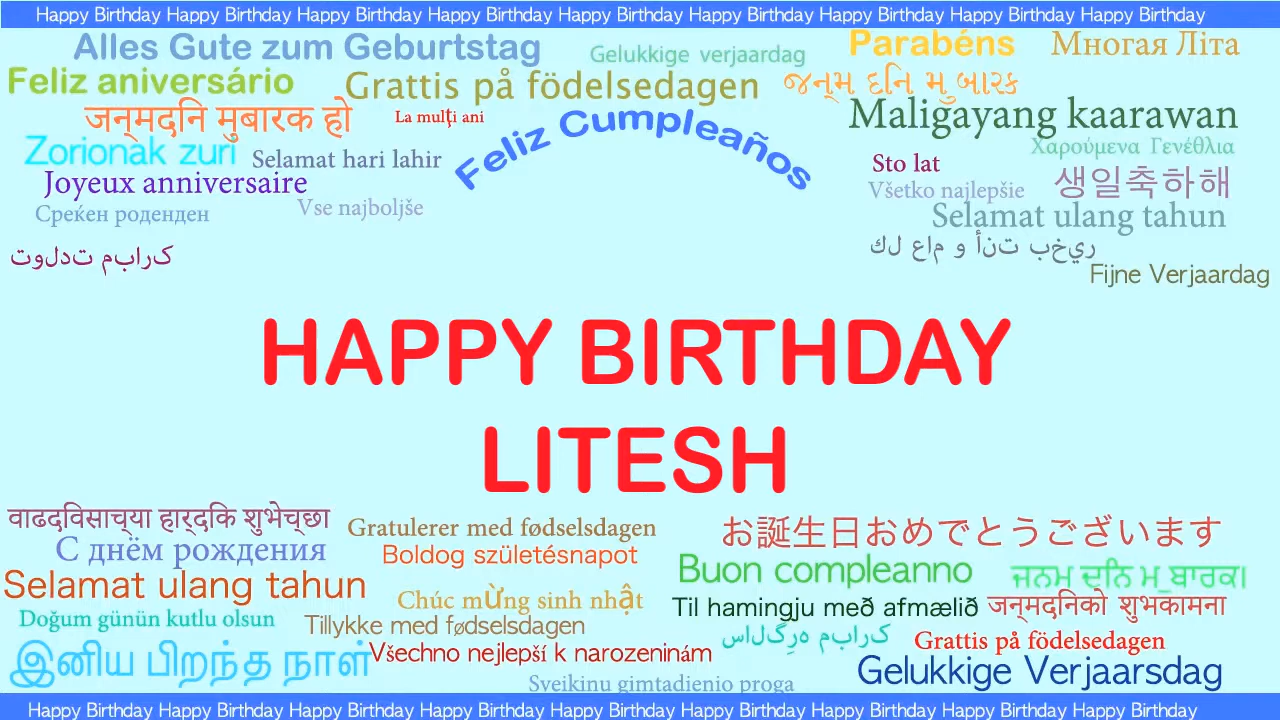 Happy Birthday Happy Birthday Happy Birthday Happy Birthday Happy Birthday Happy Birthday Happy Birthday Happy Birthday Happy Birthday
Alles Gute zum Geburtstag
Gelukkige verjaardag
Parabéns
Многая Літа
Feliz aniversário
Grattis på födelsedagen
જન્મ દનિ મુબારક
जन्मदनि मुबारक हो
La mulţi ani
Feliz Cumpleaños
Maligayang kaarawan
Zorionak zuri
Selamat hari lahir
Sto lat
Χαρούμενα Γενέθλια
Joyeux anniversaire
Všetko najlepšie
생일축하해
Среќен роденден
Vse najboljše
Selamat ulang tahun
تولدت مبارک
كل عام و أنت بخير
Fijne Verjaardag
HAPPY BIRTHDAY
LITESH
वाढदविसाच्या हार्दकि शुभेच्छा
Gratulerer med fødselsdagen
お誕生日おめでとうございます
С днём рождения
Boldog születésnapot
Buon compleanno
ਜਨਮ ਦਨਿ ਮੁਬਾਰਕ।
Selamat ulang tahun
Chúc mừng sinh nhật
Til hamingju með afmælið
जन्मदनिको शुभकामना
Doğum günün kutlu olsun
Tillykke med fødselsdagen
سالگرہ مبارک
Grattis på födelsedagen
இனிய பிறந்த நாள்
Všechno nejlepší k narozeninám
Gelukkige Verjaarsdag
Sveikinu gimtadienio proga
Happy Birthday Happy Birthday Happy Birthday Happy Birthday Happy Birthday Happy Birthday Happy Birthday Happy Birthday Happy Birthday